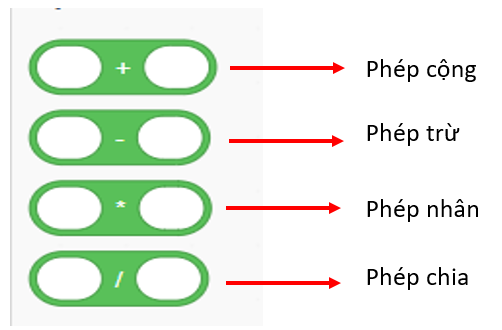 + Phép cộng
- Phép trừ
* Phép nhân
/ Phép chia